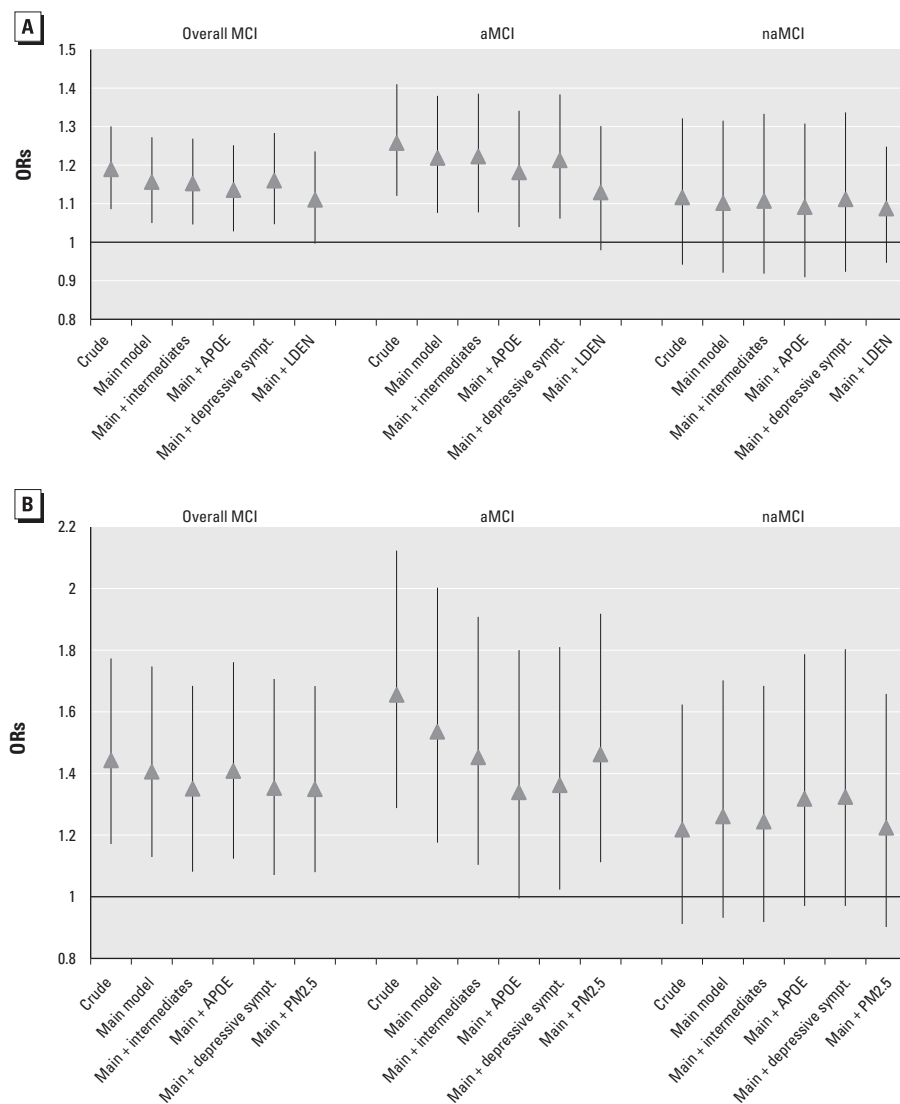 A
Overall MCI aMCI naMCI
1.5
1.4
1.3
1.2
1.1
1
0.9
0.8
ORs
Crude
Main model
Main + intermediates
Main + APOE
Main + depressive sympt.
Main + LDEN
Crude
Main model
Main + intermediates
Main + APOE
Main + depressive sympt.
Main + LDEN
Crude
Main model
Main + intermediates
Main + APOE
Main + depressive sympt.
Main + LDEN
B
Overall MCI aMCI naMCI
2.2
2
1.8
1.6
1.4
1.2
1
0.8
ORs
Crude
Main model
Main + intermediates
Main + APOE
Main + depressive sympt.
Main + PM2.5
Crude
Main model
Main + intermediates
Main + APOE
Main + depressive sympt.
Main + PM2.5
Crude
Main model
Main + intermediates
Main + APOE
Main + depressive sympt.
Main + PM2.5